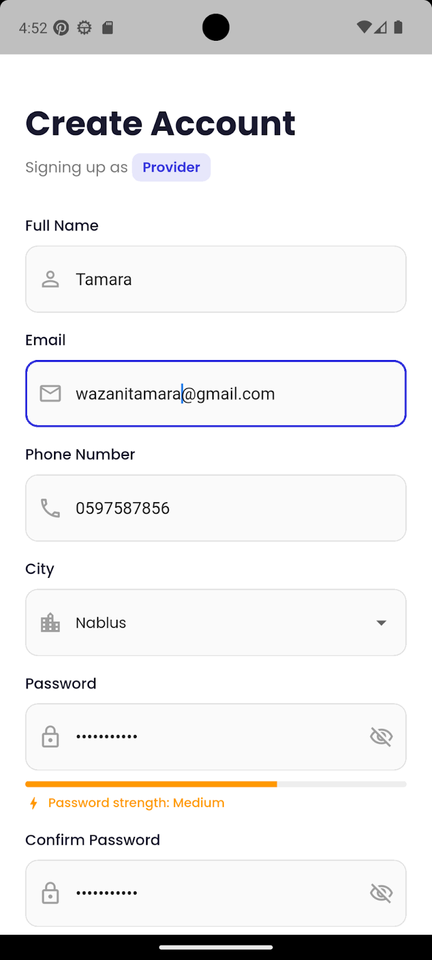 4:52
Create Account
Signing up as Provider
Full Name
Tamara
Email
wazanitamara@gmail.com
Phone Number
0597587856
City
Nablus
Password
•••••••••••
Password strength: Medium
Confirm Password
•••••••••••